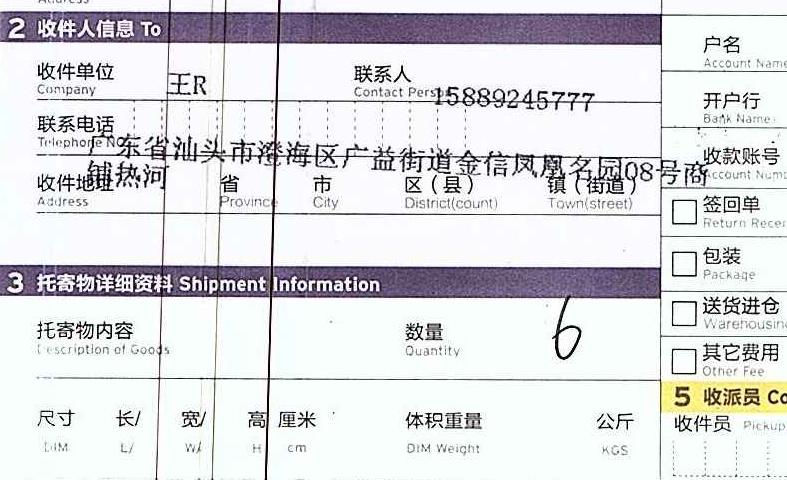 2 收件人信息 To
户名
Account Name
收件单位
Company
王R
联系人
Contact Person
15889245777
开户行
Bank Name
联系电话
Telephone No
广东省汕头市澄海区广益街道金信凤凰名园08号商
铺热河
收款账号
Account Num
收件地址
Address
省
Province
市
City
区（县）
District(count)
镇（街道）
Town(street)
签回单
Return Recei
包装
Package
3 托寄物详细资料 Shipment Information
托寄物内容
Description of Goods
数量
Quantity
6
送货进仓
Warehousing
其它费用
Other Fee
5 收派员 Co
收件员 Pickup
尺寸 长/ 宽/ 高 厘米 体积重量 公斤
DIM L/ W/ H cm DIM Weight KGS